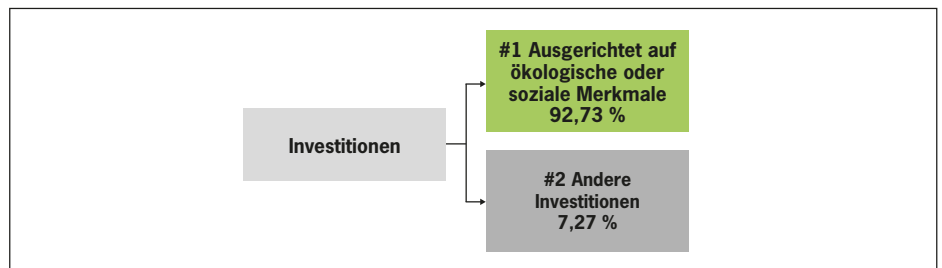 #1 Ausgerichtet auf
ökologische oder
soziale Merkmale
92,73 %
Investitionen
#2 Andere
Investitionen
7,27 %